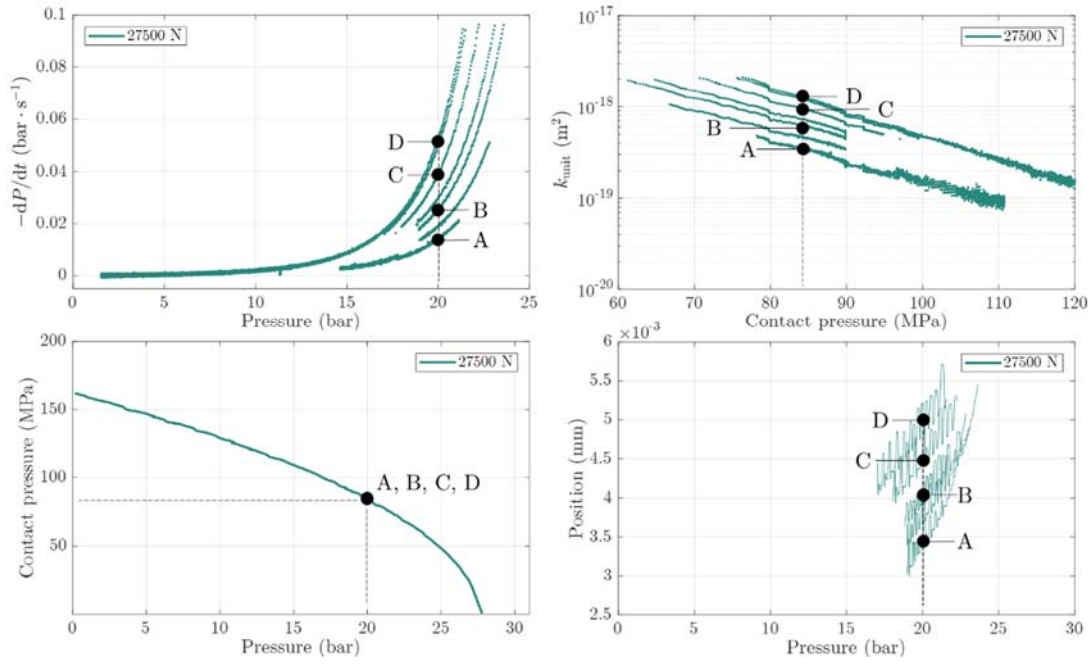 27500 N
−dP/dt (bar · s⁻¹)
0.1
0.08
0.06
0.04
0.02
0
D
C
B
A
0 5 10 15 20 25
Pressure (bar)
27500 N
k_unit (m²)
10⁻¹⁷
10⁻¹⁸
10⁻¹⁹
10⁻²⁰
D
C
B
A
60 70 80 90 100 110 120
Contact pressure (MPa)
27500 N
Contact pressure (MPa)
200
150
100
50
A, B, C, D
0 5 10 15 20 25 30
Pressure (bar)
×10⁻³
27500 N
Position (mm)
6
5.5
5
4.5
4
3.5
3
2.5
D
C
B
A
0 5 10 15 20 25 30
Pressure (bar)